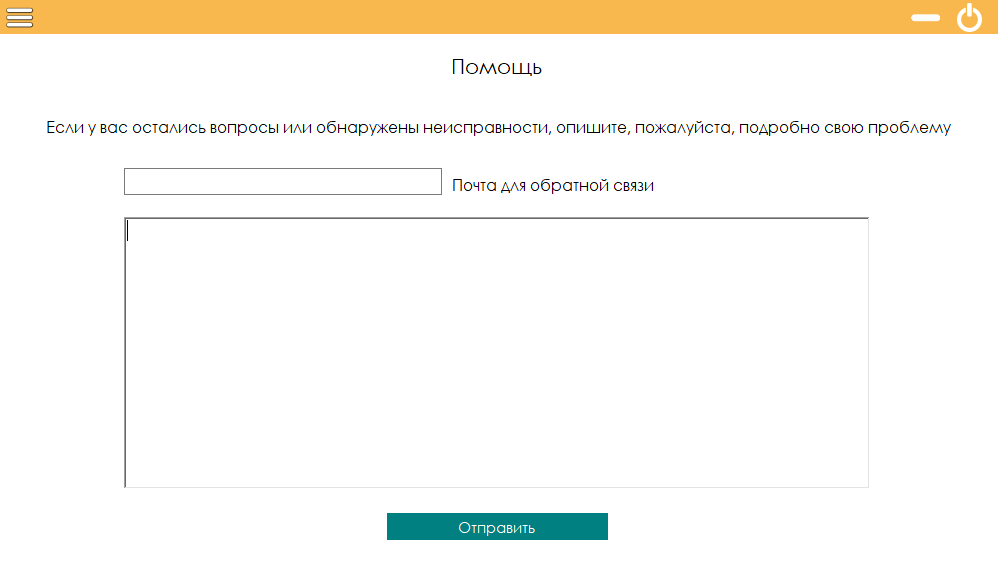 Помощь
Если у вас остались вопросы или обнаружены неисправности, опишите, пожалуйста, подробно свою проблему
Почта для обратной связи
Отправить